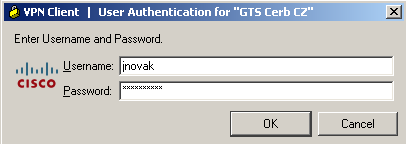 VPN Client | User Authentication for "GTS Cerb CZ"
Enter Username and Password.
CISCO
Username: jnovak
Password: **********
OK Cancel